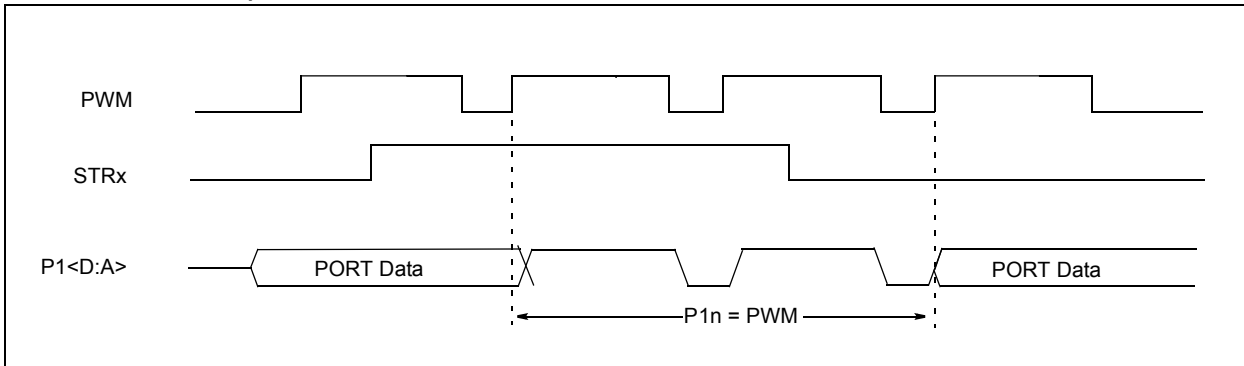 PWM
STRx
P1<D:A>
PORT Data
PORT Data
P1n = PWM